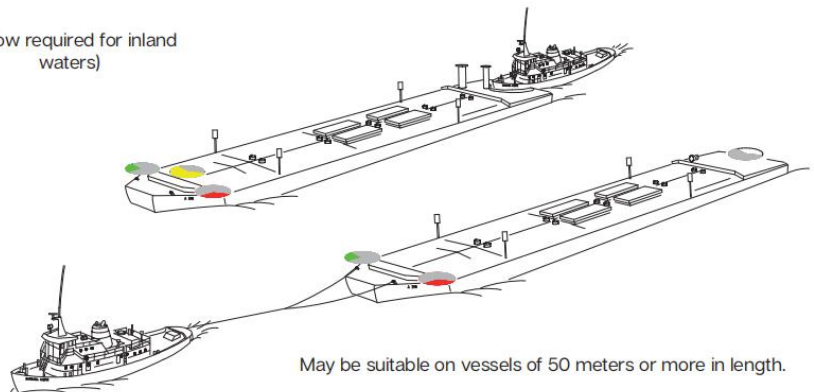 ow required for inland
waters)
May be suitable on vessels of 50 meters or more in length.